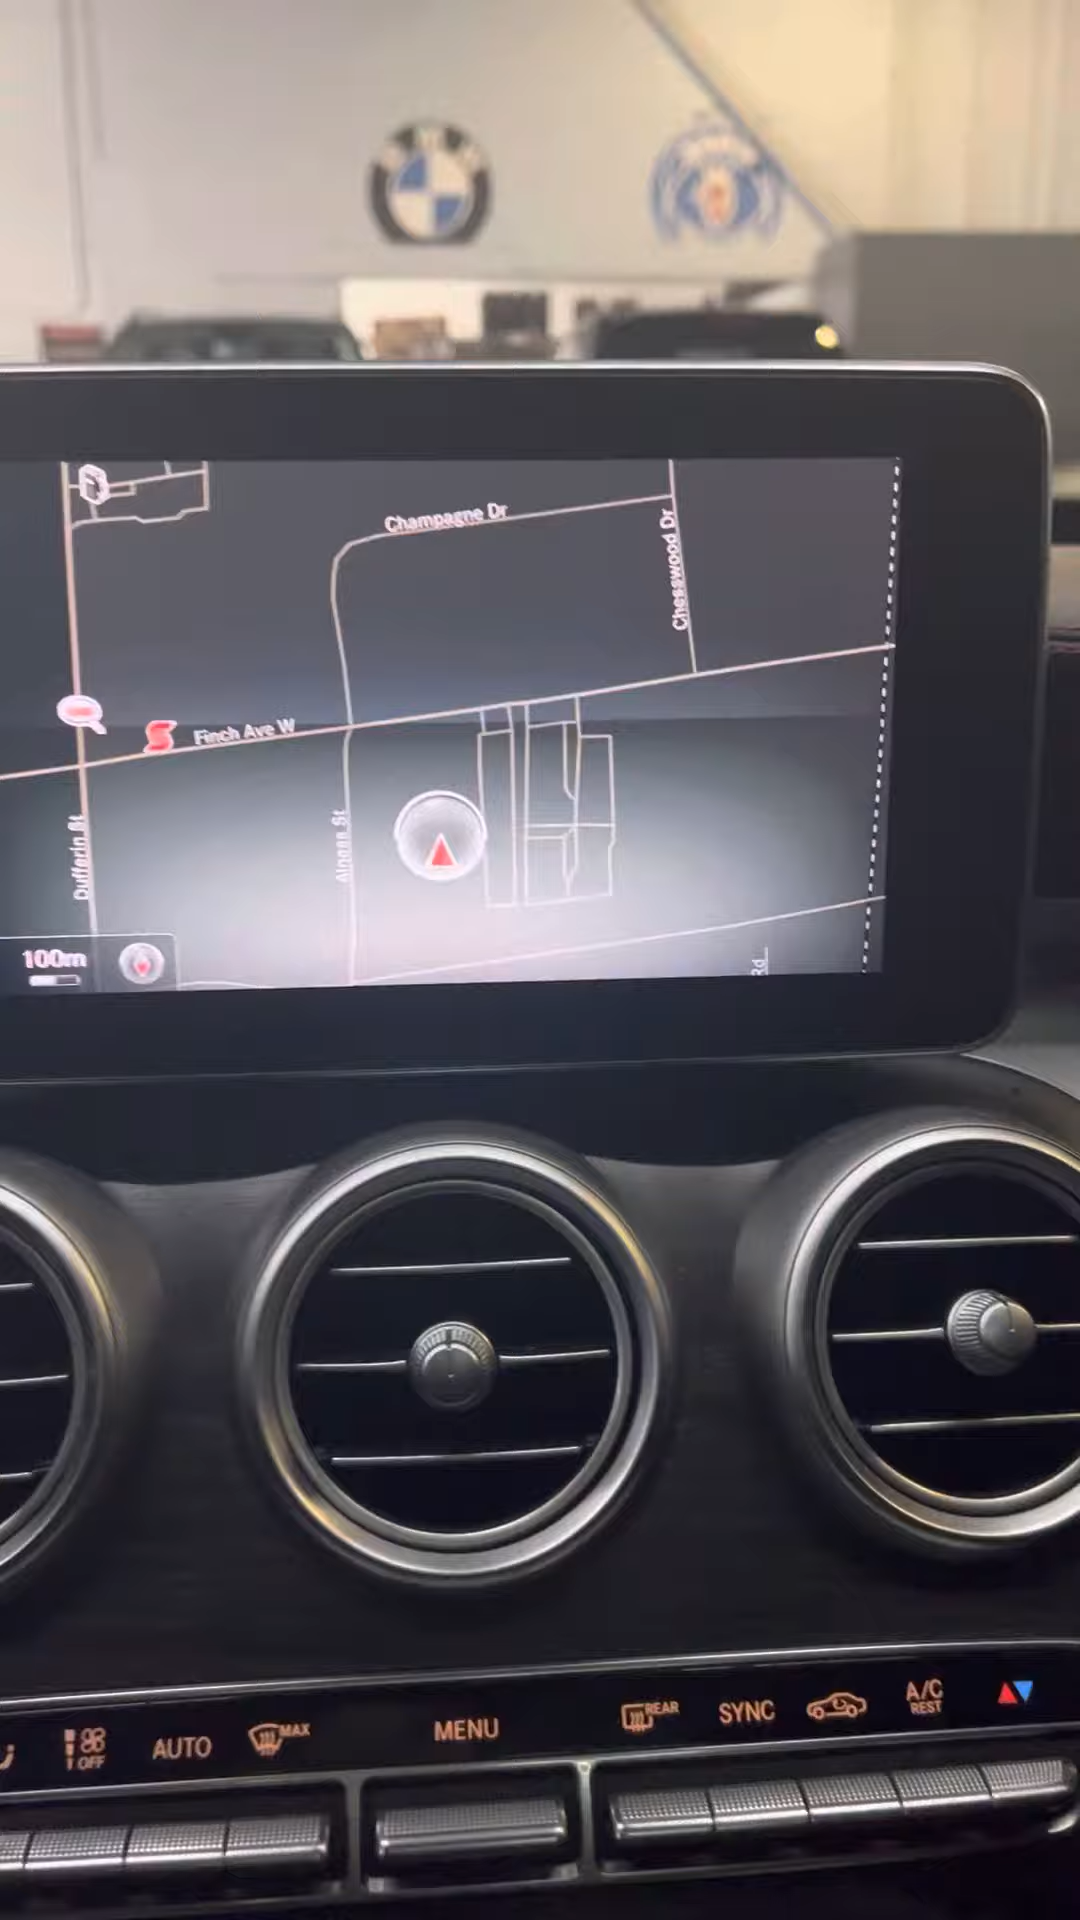 Champagne Dr
Chesswood Dr
Finch Ave W
Dufferin St
Alness St
Rd
100m
OFF
AUTO
MAX
MENU
REAR
SYNC
A/C
REST